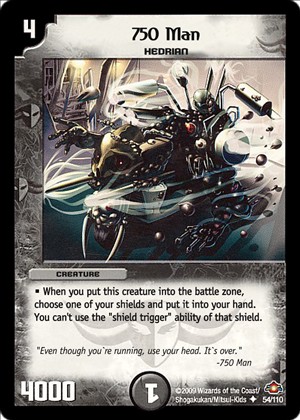 4
750 Man
HEDRIAN
CREATURE
▪ When you put this creature into the battle zone,
choose one of your shields and put it into your hand.
You can't use the "shield trigger" ability of that shield.
"Even though you`re running, use your head. It`s over."
-750 Man
4000
1
©2009 Wizards of the Coast/
Shogakukan/Mitsui-Kids ✦ 54/110